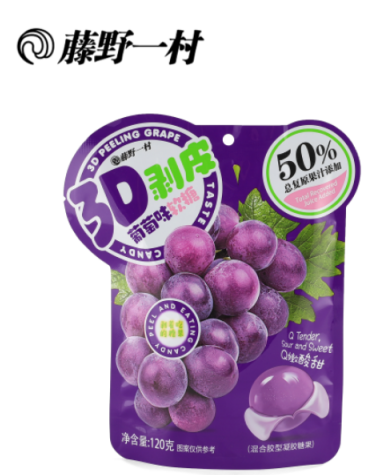 藤野一村
3D PEELING GRAPE
TASTE
CANDY
藤野一村
3D剥皮
葡萄味软糖
50%
总复原果汁添加
PEEL AND EATING
CANDY
Q Tender,
Sour and Sweet
Q嫩酸甜
净含量:120克
图案仅供参考
(混合胶型凝胶糖果)